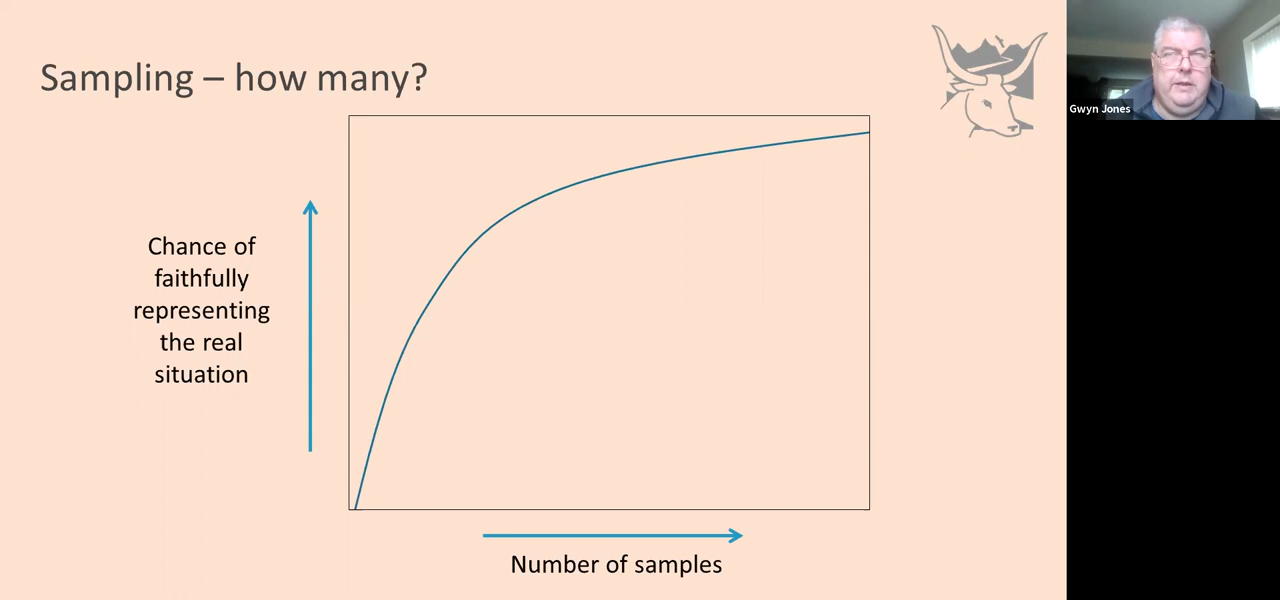 Sampling – how many?
Gwyn Jones
Chance of
faithfully
representing
the real
situation
Number of samples